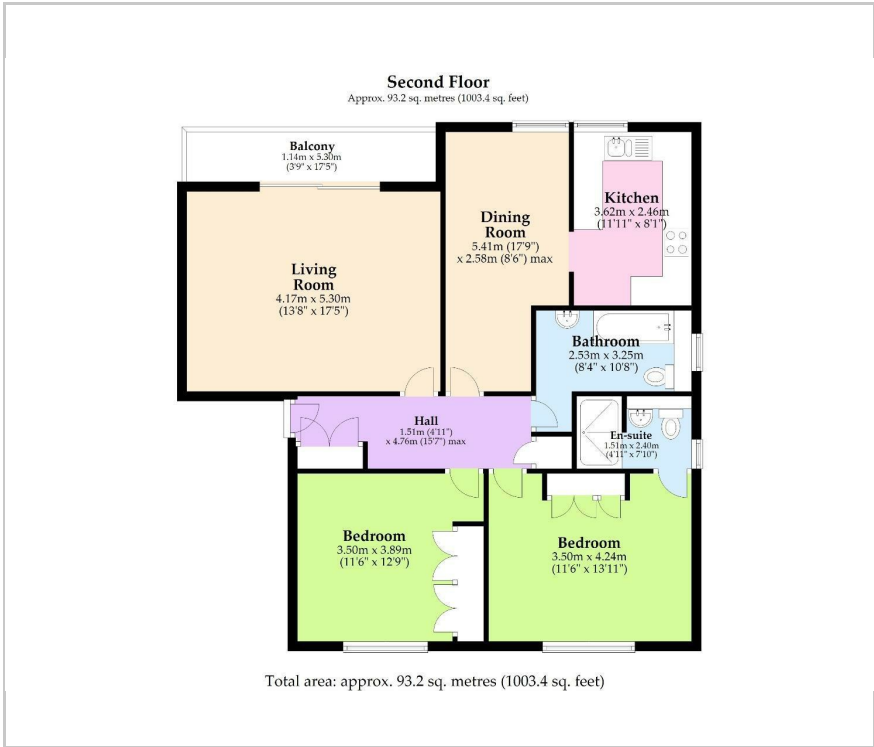 Second Floor
Approx. 93.2 sq. metres (1003.4 sq. feet)
Balcony
1.14m x 5.30m
(3'9" x 17'5")
Kitchen
3.62m x 2.46m
(11'11" x 8'1")
Dining
Room
5.41m (17'9")
x 2.58m (8'6") max
Living
Room
4.17m x 5.30m
(13'8" x 17'5")
Bathroom
2.53m x 3.25m
(8'4" x 10'8")
Hall
1.51m (4'11")
x 4.76m (15'7") max
En-suite
1.51m x 2.40m
(4'11" x 7'10")
Bedroom
3.50m x 3.89m
(11'6" x 12'9")
Bedroom
3.50m x 4.24m
(11'6" x 13'11")
Total area: approx. 93.2 sq. metres (1003.4 sq. feet)